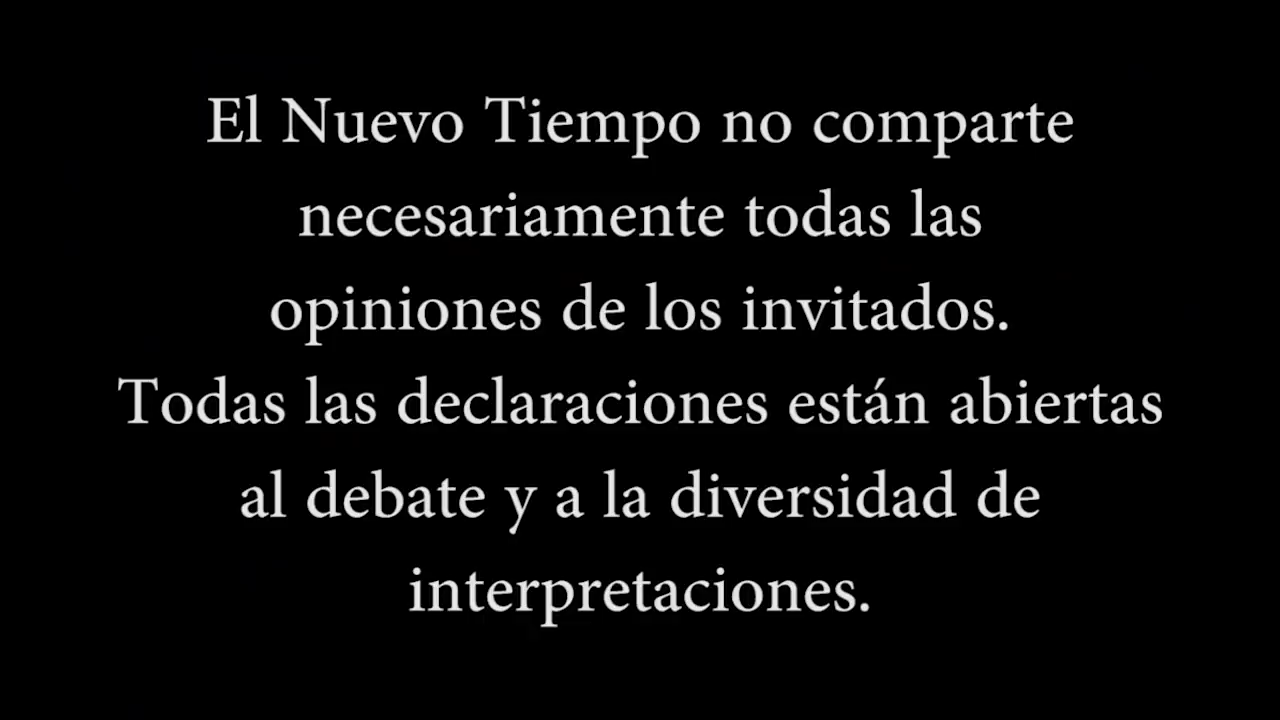 El Nuevo Tiempo no comparte
necesariamente todas las
opiniones de los invitados.
Todas las declaraciones están abiertas
al debate y a la diversidad de
interpretaciones.